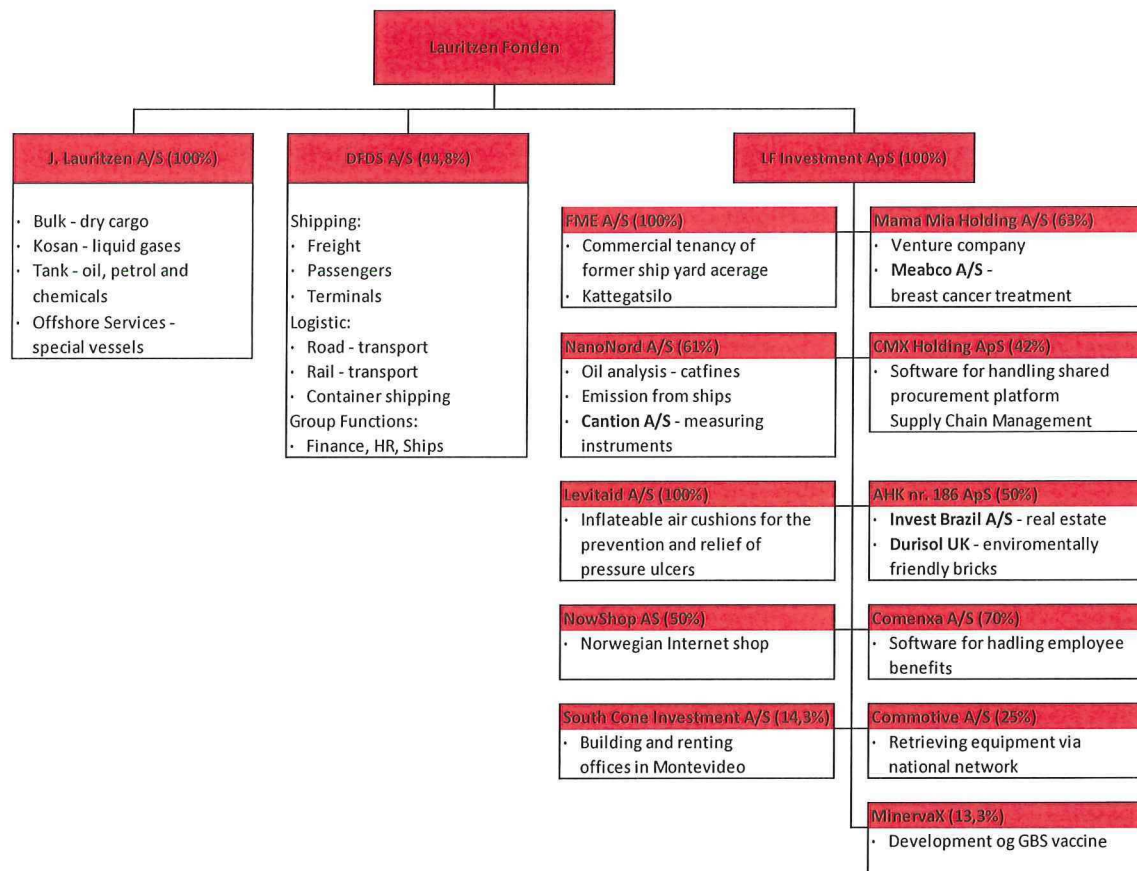 Lauritzen Fonden
J. Lauritzen A/S (100%)
· Bulk - dry cargo
· Kosan - liquid gases
· Tank - oil, petrol and
chemicals
· Offshore Services -
special vessels
DFDS A/S (44,8%)
Shipping:
· Freight
· Passengers
· Terminals
Logistic:
· Road - transport
· Rail - transport
· Container shipping
Group Functions:
· Finance, HR, Ships
LF Investment ApS (100%)
FME A/S (100%)
· Commercial tenancy of
former ship yard acerage
· Kattegatsilo
Mama Mia Holding A/S (63%)
· Venture company
· Meabco A/S -
breast cancer treatment
NanoNord A/S (61%)
· Oil analysis - catfines
· Emission from ships
· Cantion A/S - measuring
instruments
CMX Holding ApS (42%)
· Software for handling shared
procurement platform
Supply Chain Management
Levitaid A/S (100%)
· Inflateable air cushions for the
prevention and relief of
pressure ulcers
AHK nr. 186 ApS (50%)
· Invest Brazil A/S - real estate
· Durisol UK - enviromentally
friendly bricks
NowShop AS (50%)
· Norwegian Internet shop
Comenxa A/S (70%)
· Software for hadling employee
benefits
South Cone Investment A/S (14,3%)
· Building and renting
offices in Montevideo
Commotive A/S (25%)
· Retrieving equipment via
national network
MinervaX (13,3%)
· Development og GBS vaccine